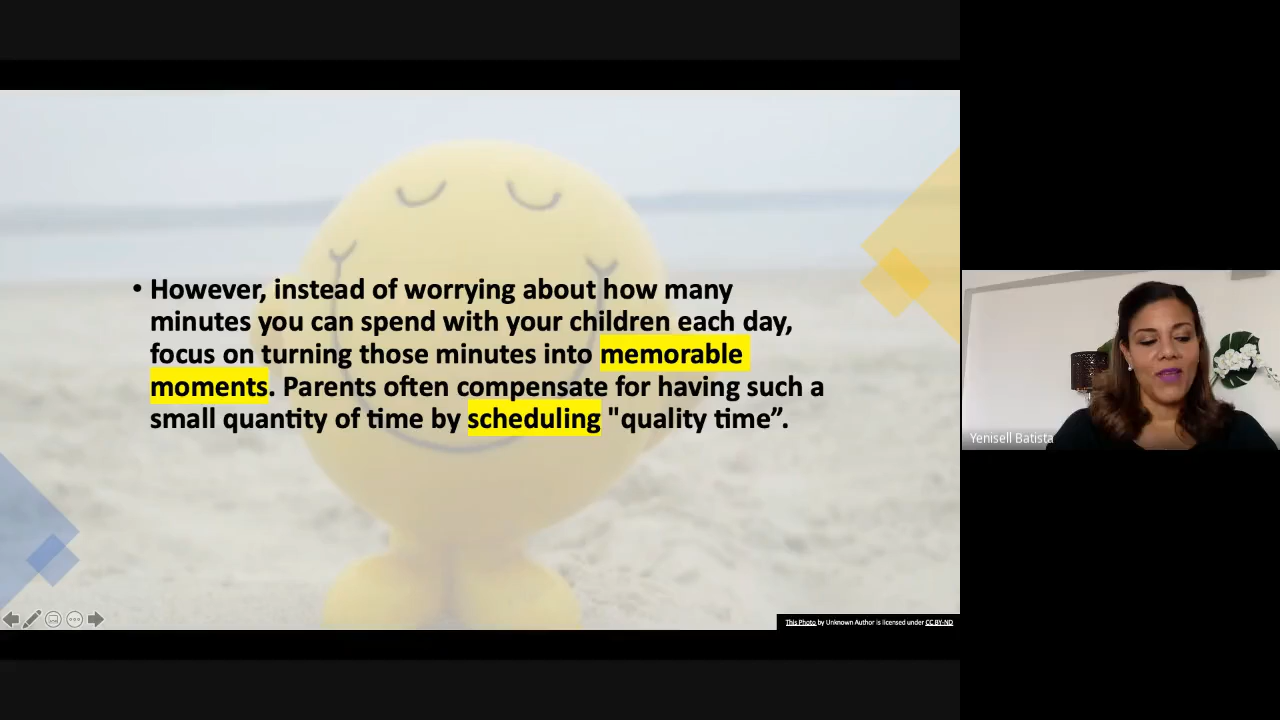 • However, instead of worrying about how many
minutes you can spend with your children each day,
focus on turning those minutes into memorable
moments. Parents often compensate for having such a
small quantity of time by scheduling "quality time”.
Yenisell Batista
This Photo by Unknown Author is licensed under CC BY-ND